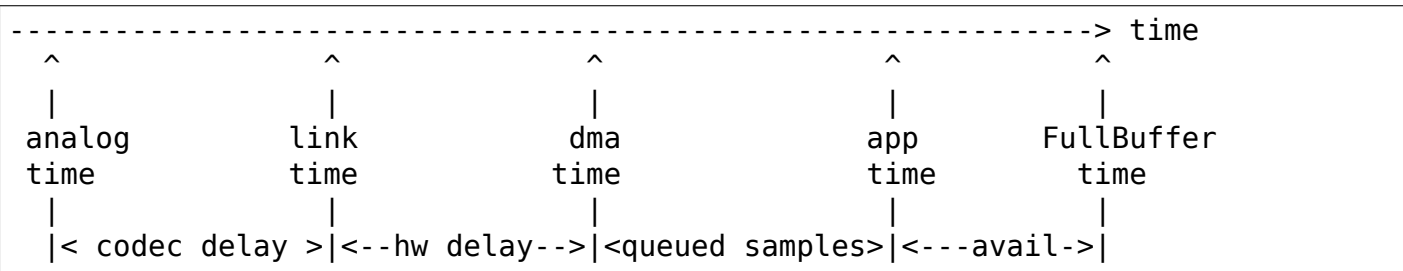 --------------------------------------------------------------> time
  ^               ^              ^                ^           ^
  |               |              |                |           |
 analog         link            dma             app     FullBuffer
 time           time           time             time      time
  |               |              |                |           |
  |< codec delay >|<--hw delay-->|<queued samples>|<---avail->|